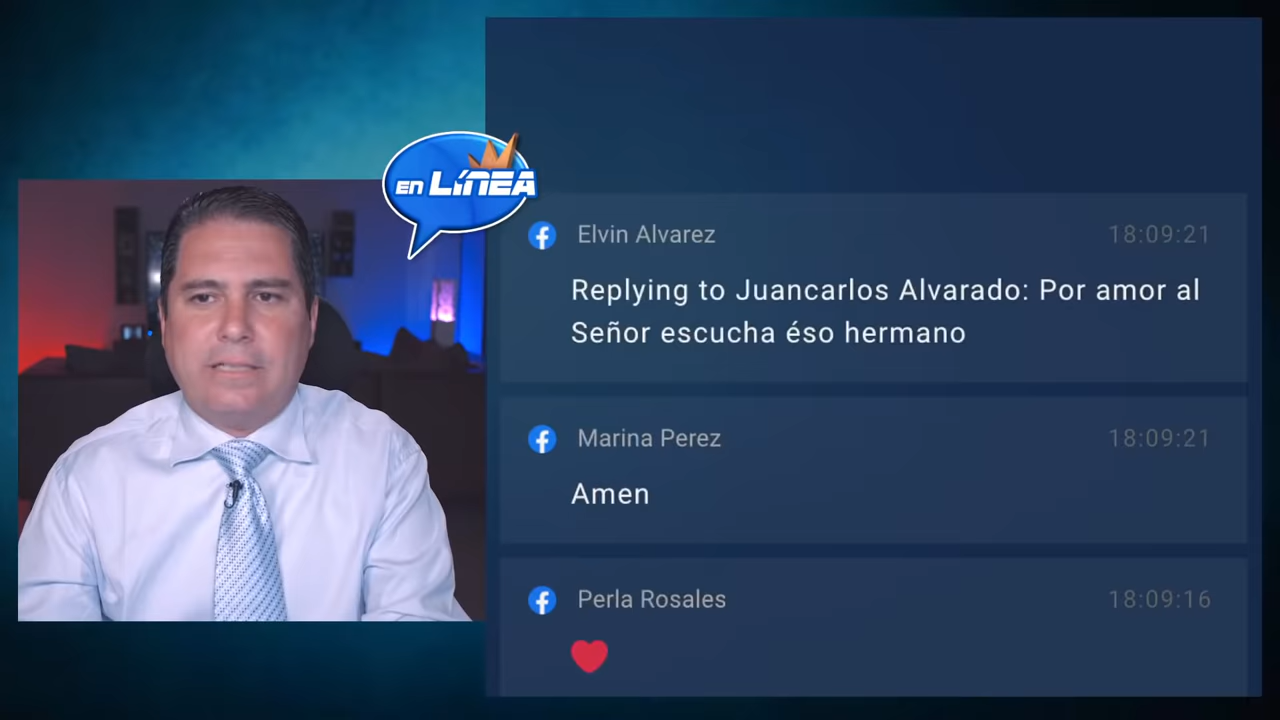 EN LÍNEA
Elvin Alvarez 18:09:21
Replying to Juancarlos Alvarado: Por amor al
Señor escucha éso hermano
Marina Perez 18:09:21
Amen
Perla Rosales 18:09:16